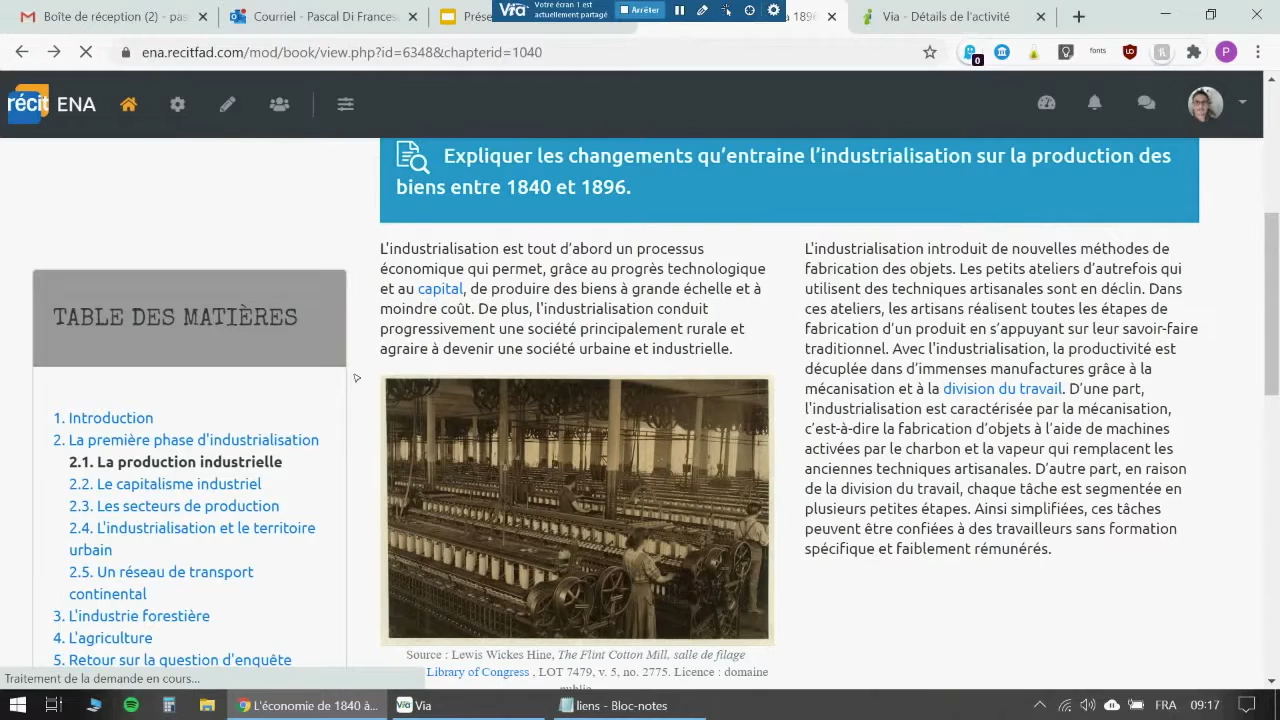 Boîte de réception
Courriel - Pascal Di Frances
Prése
Via
Votre écran 1 est
actuellement partagé
Arrêter
à 1896
Via - Détails de l'activité
ena.recitfad.com/mod/book/view.php?id=6348&chapterid=1040
fonts
0
P
récit ENA
Expliquer les changements qu'entraine l'industrialisation sur la production des
biens entre 1840 et 1896.
TABLE DES MATIÈRES
1. Introduction
2. La première phase d'industrialisation
2.1. La production industrielle
2.2. Le capitalisme industriel
2.3. Les secteurs de production
2.4. L'industrialisation et le territoire
urbain
2.5. Un réseau de transport
continental
3. L'industrie forestière
4. L'agriculture
5. Retour sur la question d'enquête
L'industrialisation est tout d'abord un processus
économique qui permet, grâce au progrès technologique
et au capital, de produire des biens à grande échelle et à
moindre coût. De plus, l'industrialisation conduit
progressivement une société principalement rurale et
agraire à devenir une société urbaine et industrielle.
Source : Lewis Wickes Hine, The Flint Cotton Mill, salle de filage
Library of Congress , LOT 7479, v. 5, no. 2775. Licence : domaine
public
L'industrialisation introduit de nouvelles méthodes de
fabrication des objets. Les petits ateliers d'autrefois qui
utilisent des techniques artisanales sont en déclin. Dans
ces ateliers, les artisans réalisent toutes les étapes de
fabrication d'un produit en s'appuyant sur leur savoir-faire
traditionnel. Avec l'industrialisation, la productivité est
décuplée dans d'immenses manufactures grâce à la
mécanisation et à la division du travail. D'une part,
l'industrialisation est caractérisée par la mécanisation,
c'est-à-dire la fabrication d'objets à l'aide de machines
activées par le charbon et la vapeur qui remplacent les
anciennes techniques artisanales. D'autre part, en raison
de la division du travail, chaque tâche est segmentée en
plusieurs petites étapes. Ainsi simplifiées, ces tâches
peuvent être confiées à des travailleurs sans formation
spécifique et faiblement rémunérés.
Traitement de la demande en cours...
L'économie de 1840 à...
Via
liens - Bloc-notes
FRA
09:17